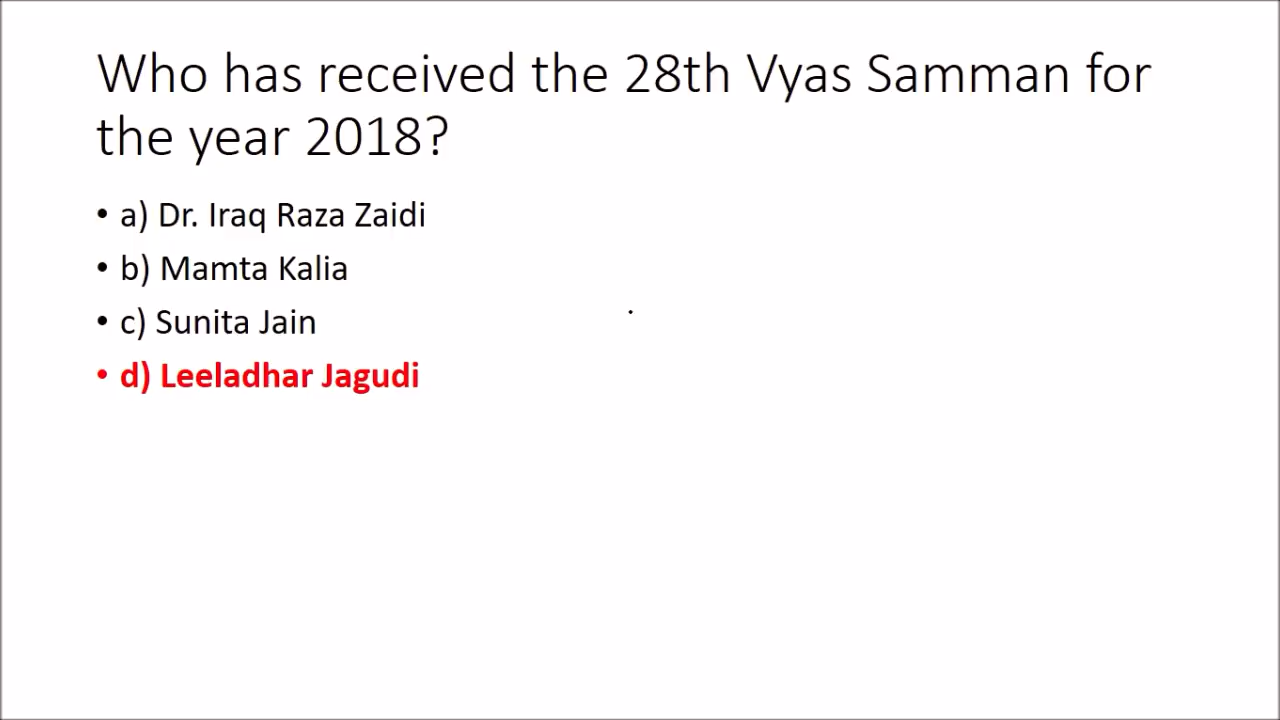 Who has received the 28th Vyas Samman for
the year 2018?
• a) Dr. Iraq Raza Zaidi
• b) Mamta Kalia
• c) Sunita Jain
• d) Leeladhar Jagudi